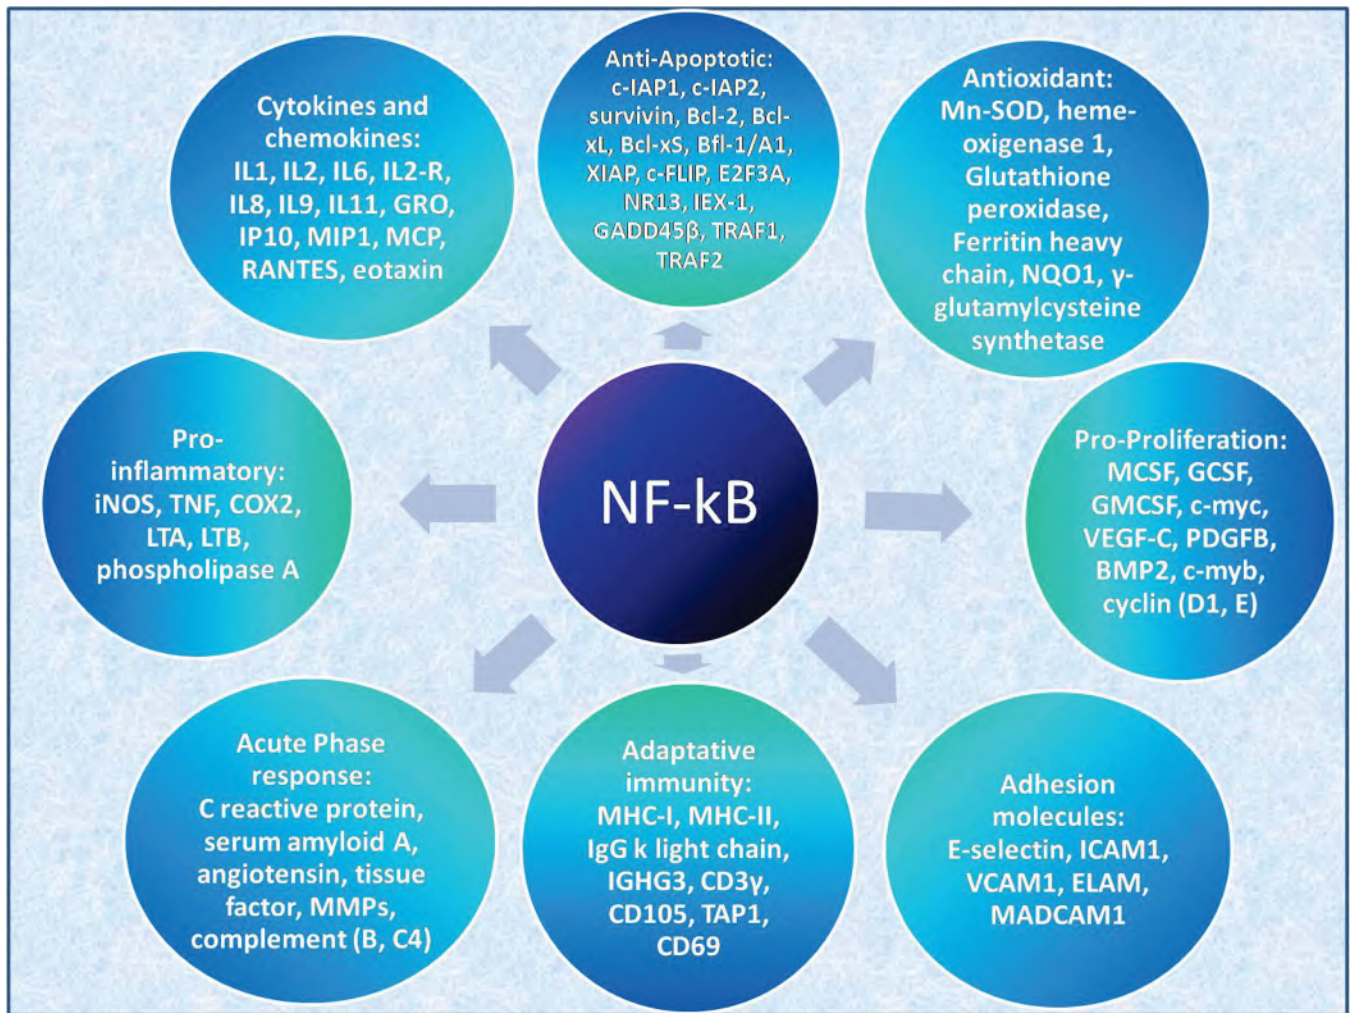 Cytokines and
chemokines:
IL1, IL2, IL6, IL2-R,
IL8, IL9, IL11, GRO,
IP10, MIP1, MCP,
RANTES, eotaxin
Anti-Apoptotic:
c-IAP1, c-IAP2,
survivin, Bcl-2, Bcl-
xL, Bcl-xS, Bfl-1/A1,
XIAP, c-FLIP, E2F3A,
NR13, IEX-1,
GADD45β, TRAF1,
TRAF2
Antioxidant:
Mn-SOD, heme-
oxigenase 1,
Glutathione
peroxidase,
Ferritin heavy
chain, NQO1, γ-
glutamylcysteine
synthetase
Pro-
inflammatory:
iNOS, TNF, COX2,
LTA, LTB,
phospholipase A
NF-kB
Pro-Proliferation:
MCSF, GCSF,
GMCSF, c-myc,
VEGF-C, PDGFB,
BMP2, c-myb,
cyclin (D1, E)
Acute Phase
response:
C reactive protein,
serum amyloid A,
angiotensin, tissue
factor, MMPs,
complement (B, C4)
Adaptative
immunity:
MHC-I, MHC-II,
IgG k light chain,
IGHG3, CD3γ,
CD105, TAP1,
CD69
Adhesion
molecules:
E-selectin, ICAM1,
VCAM1, ELAM,
MADCAM1